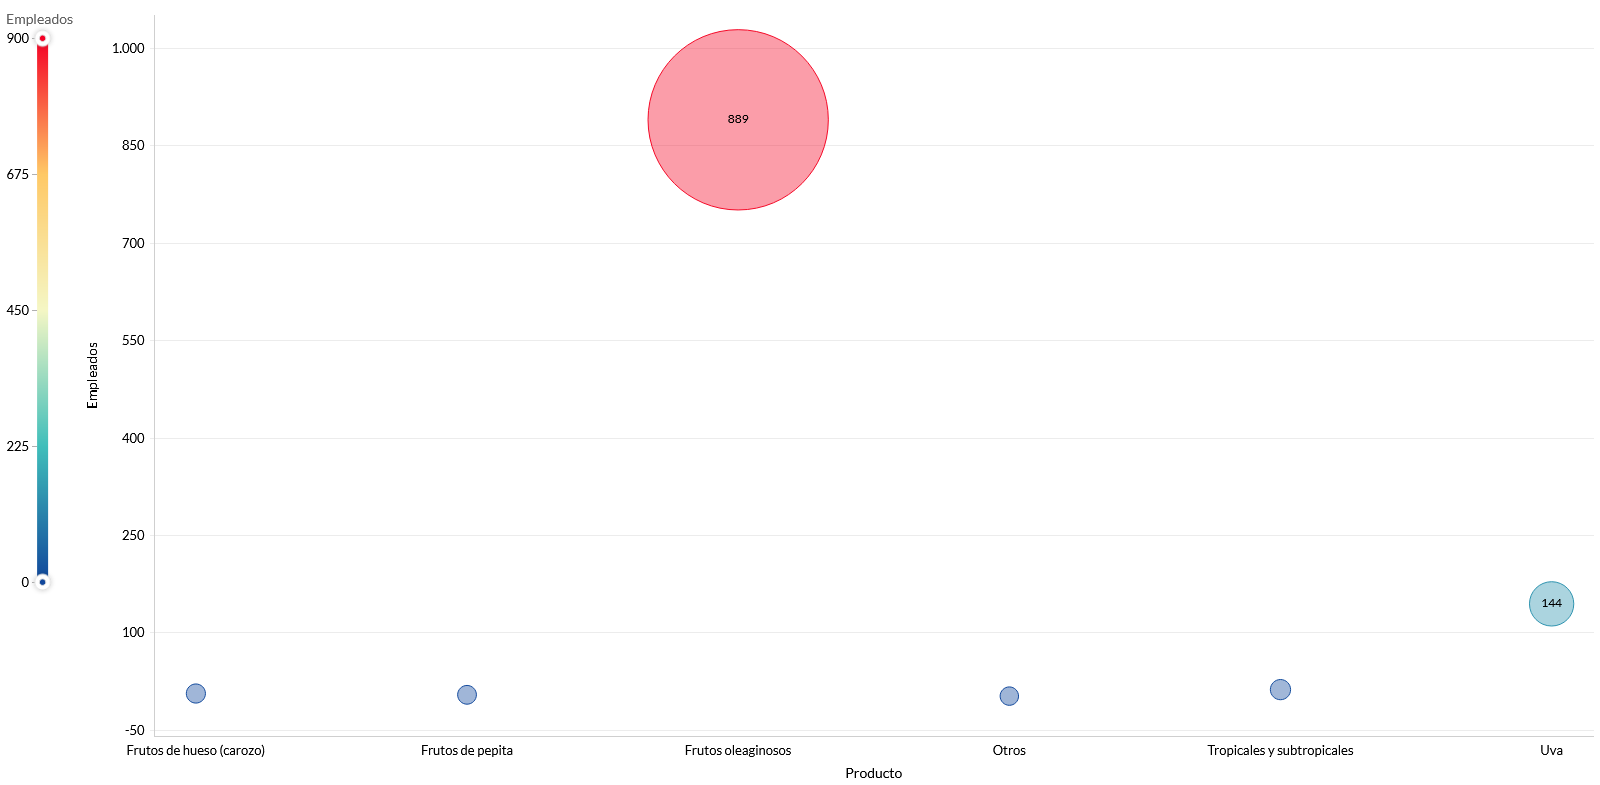 Empleados
900
675
450
225
0
Empleados
1.000
850
700
550
400
250
100
-50
889
144
Frutos de hueso (carozo)
Frutos de pepita
Frutos oleaginosos
Otros
Tropicales y subtropicales
Uva
Producto